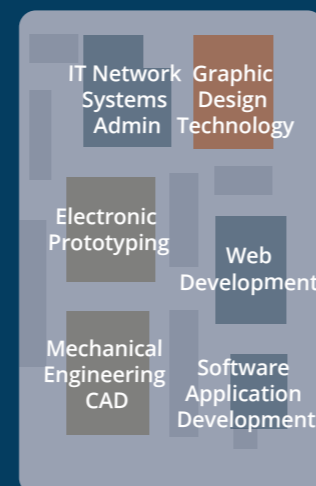 IT Network
Systems
Admin
Graphic
Design
Technology
Electronic
Prototyping
Web
Development
Mechanical
Engineering
CAD
Software
Application
Development